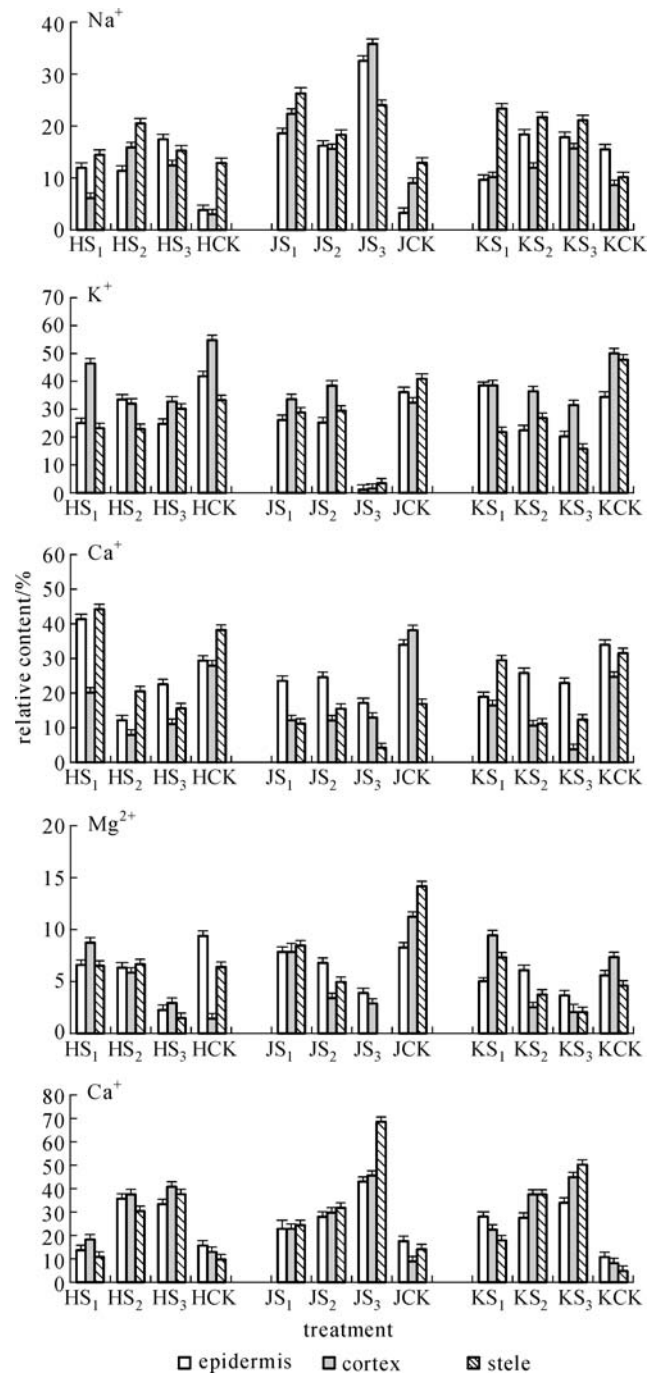 Na⁺
40
30
20
10
0
HS₁ HS₂ HS₃ HCK JS₁ JS₂ JS₃ JCK KS₁ KS₂ KS₃ KCK
K⁺
70
60
50
40
30
20
10
0
HS₁ HS₂ HS₃ HCK JS₁ JS₂ JS₃ JCK KS₁ KS₂ KS₃ KCK
relative content/%
Ca⁺
60
50
40
30
20
10
0
HS₁ HS₂ HS₃ HCK JS₁ JS₂ JS₃ JCK KS₁ KS₂ KS₃ KCK
Mg²⁺
20
15
10
5
0
HS₁ HS₂ HS₃ HCK JS₁ JS₂ JS₃ JCK KS₁ KS₂ KS₃ KCK
Ca⁺
80
70
60
50
40
30
20
10
0
HS₁ HS₂ HS₃ HCK JS₁ JS₂ JS₃ JCK KS₁ KS₂ KS₃ KCK
treatment
epidermis cortex stele